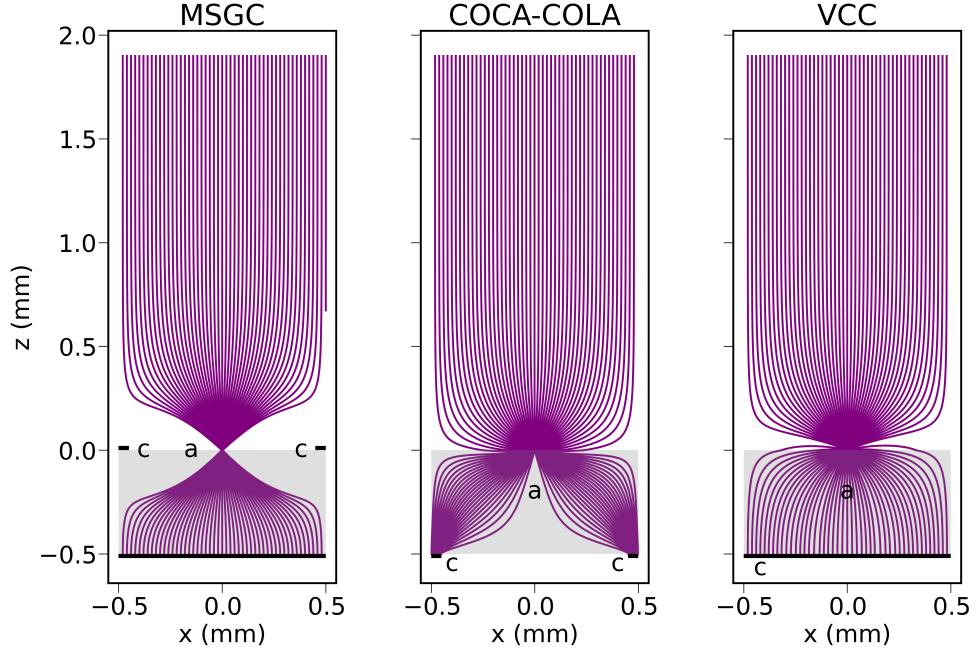 MSGC COCA-COLA VCC
2.0
1.5
1.0
0.5
0.0
−0.5
z (mm)
c a c
a
c c
a
c
−0.5 0.0 0.5 −0.5 0.0 0.5 −0.5 0.0 0.5
x (mm) x (mm) x (mm)